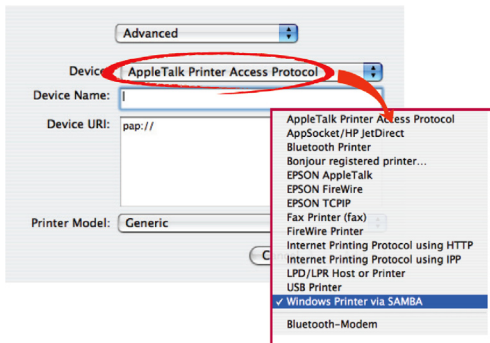 Advanced
Device: AppleTalk Printer Access Protocol
Device Name:
Device URI: pap://
Printer Model: Generic
AppleTalk Printer Access Protocol
AppSocket/HP JetDirect
Bluetooth Printer
Bonjour registered printer...
EPSON AppleTalk
EPSON FireWire
EPSON TCPIP
Fax Printer (fax)
FireWire Printer
Internet Printing Protocol using HTTP
Internet Printing Protocol using IPP
LPD/LPR Host or Printer
USB Printer
✓ Windows Printer via SAMBA
Bluetooth-Modem